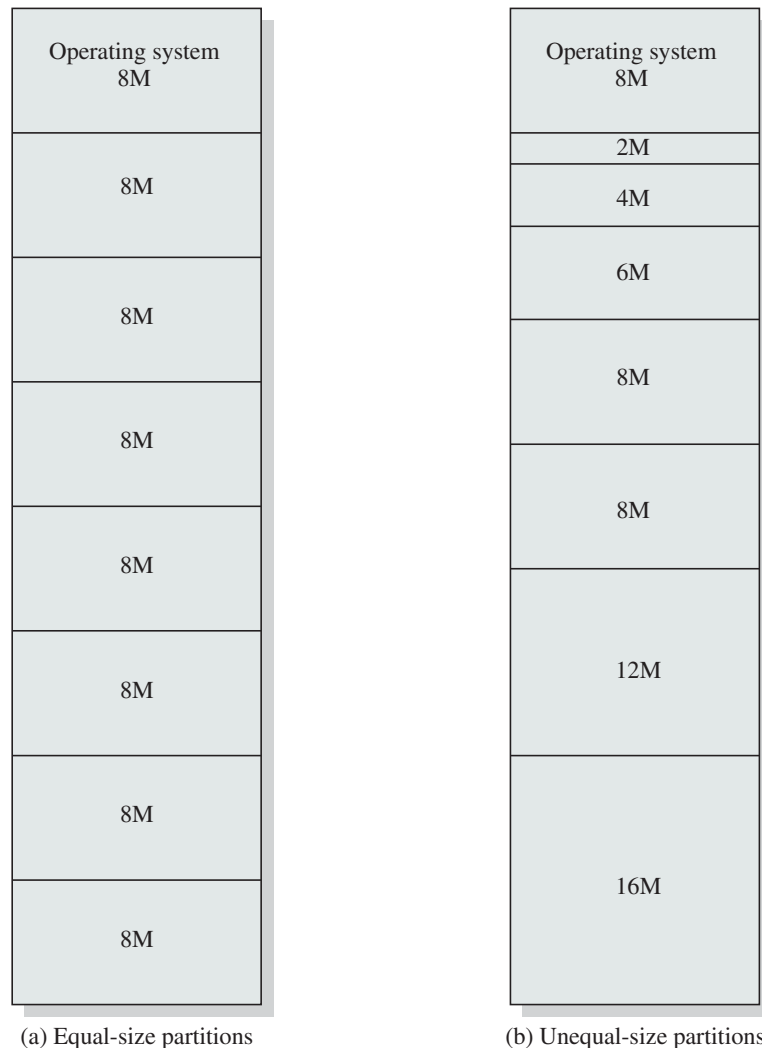 Operating system
8M
8M
8M
8M
8M
8M
8M
8M
(a) Equal-size partitions
Operating system
8M
2M
4M
6M
8M
8M
12M
16M
(b) Unequal-size partitions